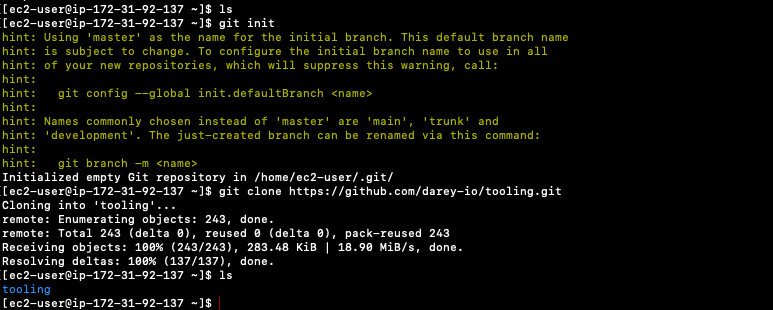 [ec2-user@ip-172-31-92-137 ~]$ ls
[ec2-user@ip-172-31-92-137 ~]$ git init
hint: Using 'master' as the name for the initial branch. This default branch name
hint: is subject to change. To configure the initial branch name to use in all
hint: of your new repositories, which will suppress this warning, call:
hint:
hint:   git config --global init.defaultBranch <name>
hint:
hint: Names commonly chosen instead of 'master' are 'main', 'trunk' and
hint: 'development'. The just-created branch can be renamed via this command:
hint:
hint:   git branch -m <name>
Initialized empty Git repository in /home/ec2-user/.git/
[ec2-user@ip-172-31-92-137 ~]$ git clone https://github.com/darey-io/tooling.git
Cloning into 'tooling'...
remote: Enumerating objects: 243, done.
remote: Total 243 (delta 0), reused 0 (delta 0), pack-reused 243
Receiving objects: 100% (243/243), 283.48 KiB | 18.90 MiB/s, done.
Resolving deltas: 100% (137/137), done.
[ec2-user@ip-172-31-92-137 ~]$ ls
tooling
[ec2-user@ip-172-31-92-137 ~]$